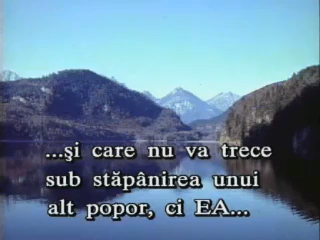 ...şi care nu va trece
sub stăpânirea unui
alt popor, ci EA...